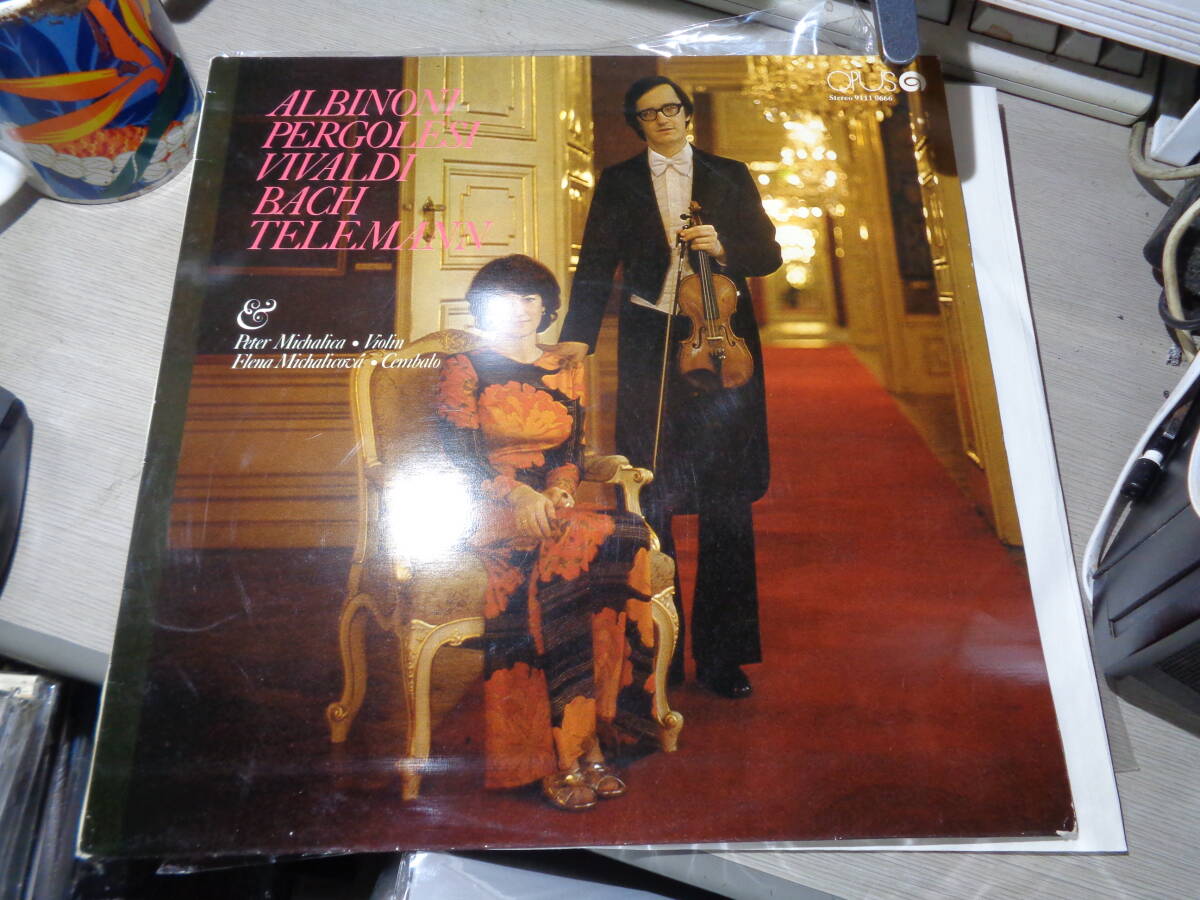 ALBINONI
PERGOLESI
VIVALDI
BACH
TELEMANN
&
Peter Michalica • Violin
Elena Michalicová • Cembalo
OPUS
Stereo 9111 0666